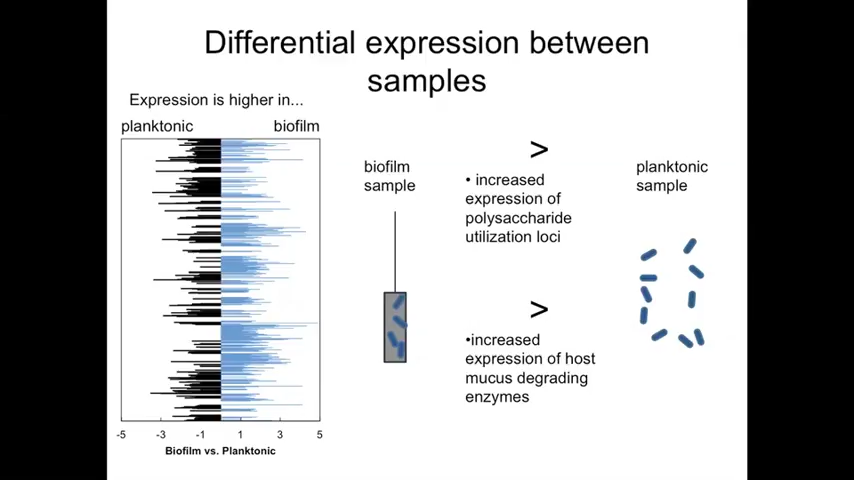 Differential expression between
samples
Expression is higher in...
planktonic
biofilm
-5
-3
-1
1
3
5
Biofilm vs. Planktonic
biofilm
sample
>
• increased
expression of
polysaccharide
utilization loci
>
•increased
expression of host
mucus degrading
enzymes
planktonic
sample